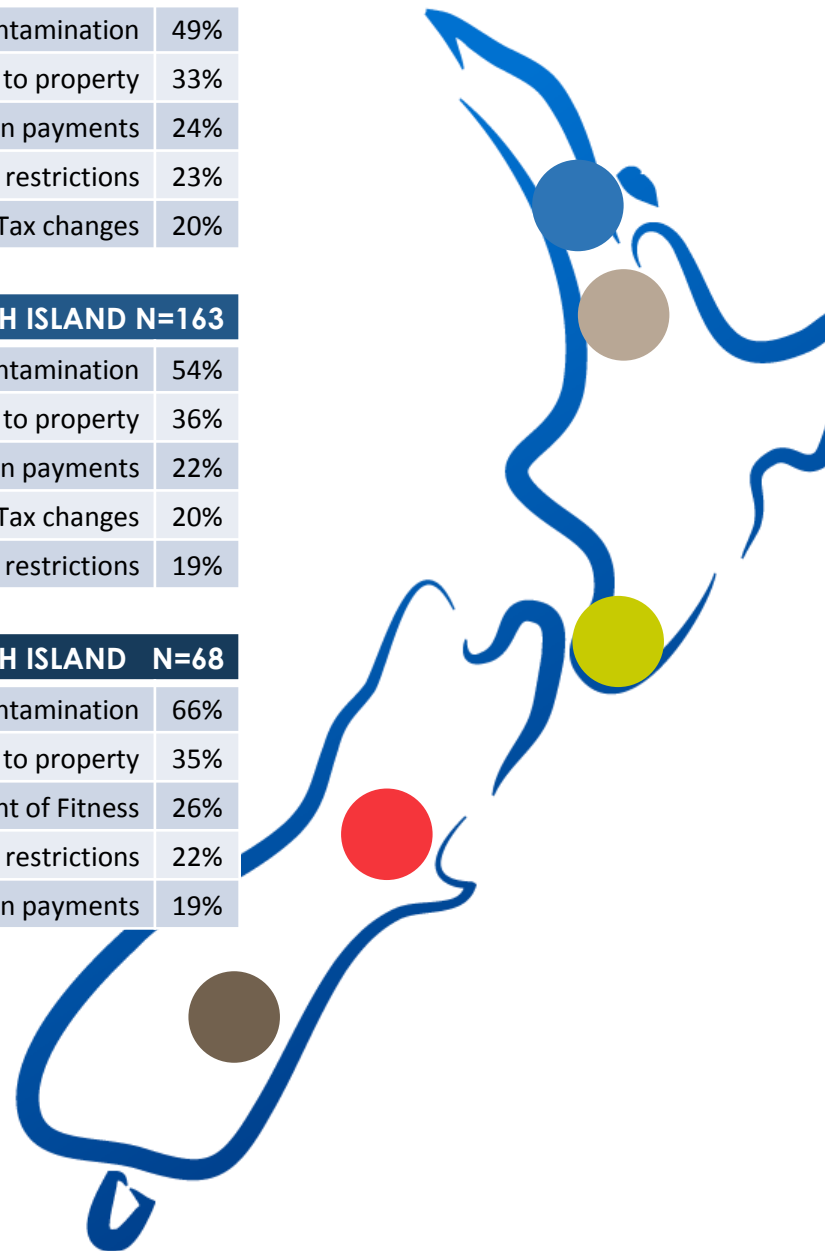 ntamination 49%
to property 33%
n payments 24%
restrictions 23%
Tax changes 20%
H ISLAND N=163
ntamination 54%
to property 36%
n payments 22%
Tax changes 20%
restrictions 19%
H ISLAND N=68
ntamination 66%
to property 35%
nt of Fitness 26%
restrictions 22%
n payments 19%